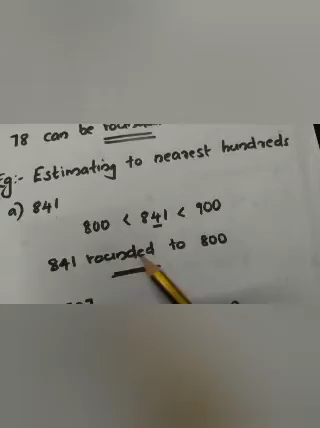 78 can be
Eg:- Estimating to nearest hundreds
a) 841
800 < 841 < 900
841 rounded to 800